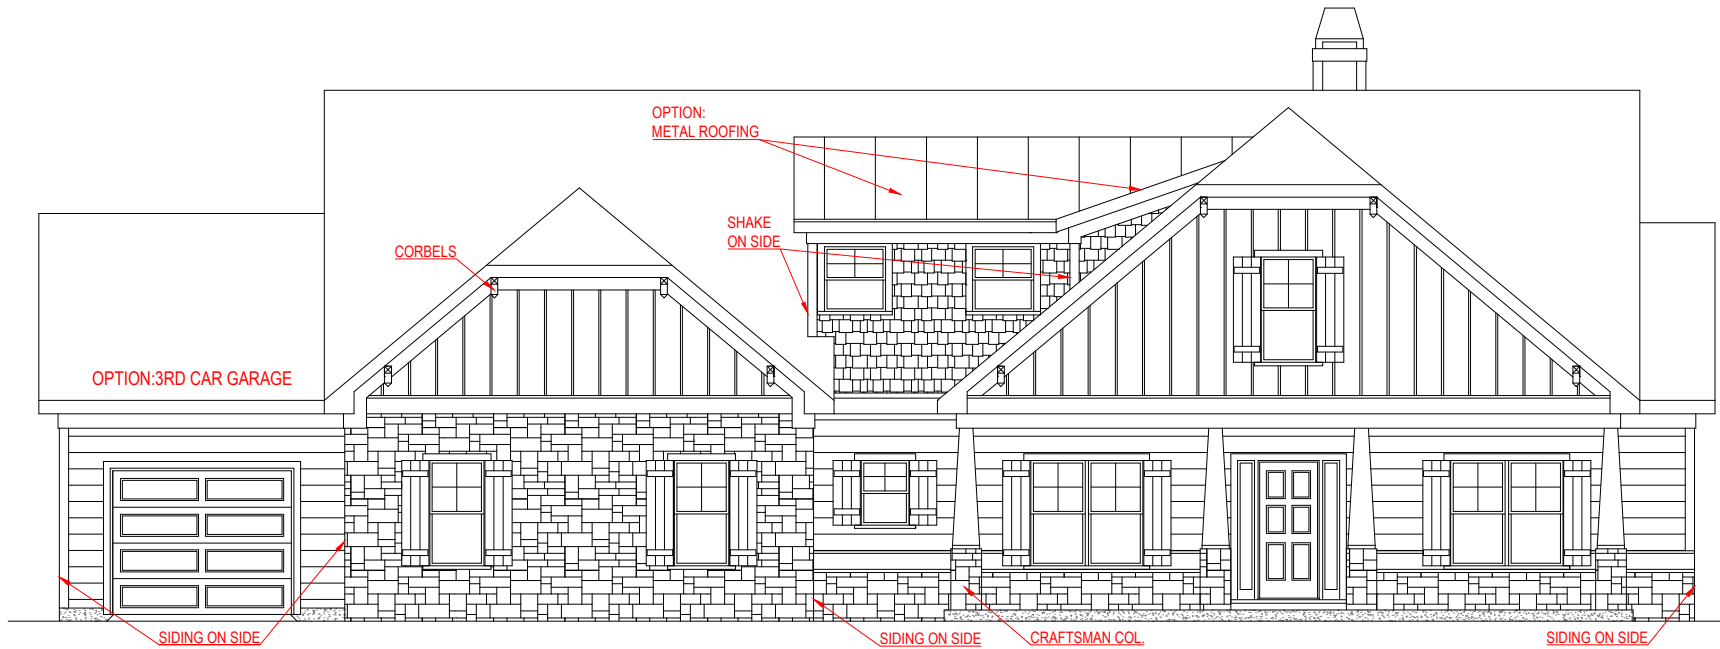 OPTION:
METAL ROOFING
SHAKE
ON SIDE
CORBELS
OPTION:3RD CAR GARAGE
SIDING ON SIDE
SIDING ON SIDE
CRAFTSMAN COL.
SIDING ON SIDE